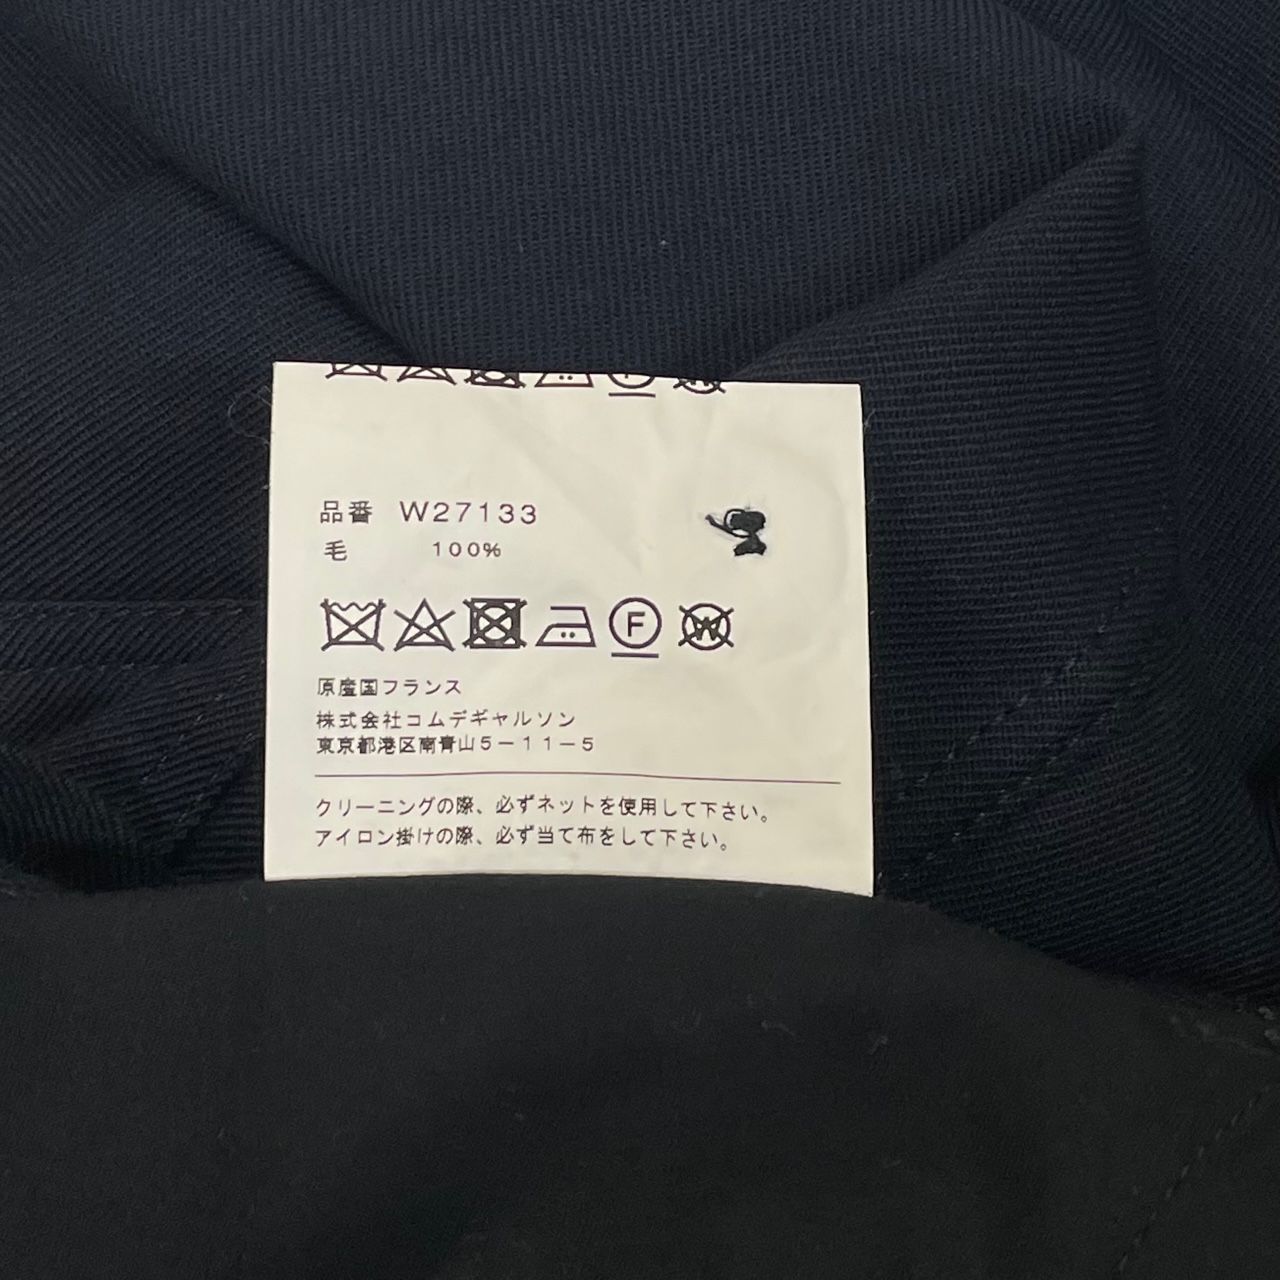 品番 W27133
毛 100%
F
W
原産国フランス
株式会社コムデギャルソン
東京都港区南青山5-11-5
クリーニングの際、必ずネットを使用して下さい。
アイロン掛けの際、必ず当て布をして下さい。